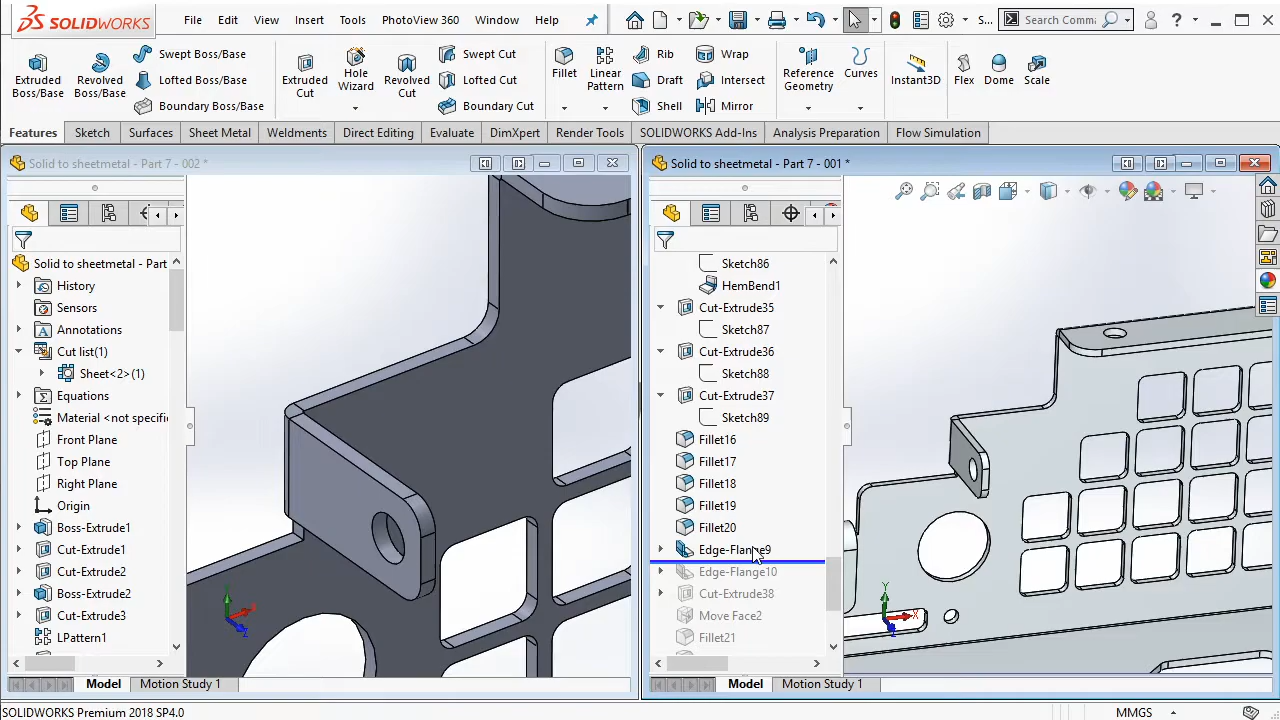 SOLIDWORKS
File Edit View Insert Tools PhotoView 360 Window Help
S... Search Comma
Extruded Boss/Base
Revolved Boss/Base
Swept Boss/Base
Lofted Boss/Base
Boundary Boss/Base
Extruded Cut
Hole Wizard
Revolved Cut
Swept Cut
Lofted Cut
Boundary Cut
Fillet
Linear Pattern
Rib
Draft
Shell
Wrap
Intersect
Mirror
Reference Geometry
Curves
Instant3D
Flex
Dome
Scale
Features Sketch Surfaces Sheet Metal Weldments Direct Editing Evaluate DimXpert Render Tools SOLIDWORKS Add-Ins Analysis Preparation Flow Simulation
Solid to sheetmetal - Part 7 - 002 *
Solid to sheetmetal - Part
History
Sensors
Annotations
Cut list(1)
Sheet<2>(1)
Equations
Material <not specifi
Front Plane
Top Plane
Right Plane
Origin
Boss-Extrude1
Cut-Extrude1
Cut-Extrude2
Boss-Extrude2
Cut-Extrude3
LPattern1
Y
X
Z
Model Motion Study 1
Solid to sheetmetal - Part 7 - 001 *
Sketch86
HemBend1
Cut-Extrude35
Sketch87
Cut-Extrude36
Sketch88
Cut-Extrude37
Sketch89
Fillet16
Fillet17
Fillet18
Fillet19
Fillet20
Edge-Flange9
Edge-Flange10
Cut-Extrude38
Move Face2
Fillet21
Y
X
Z
Model Motion Study 1
SOLIDWORKS Premium 2018 SP4.0
MMGS